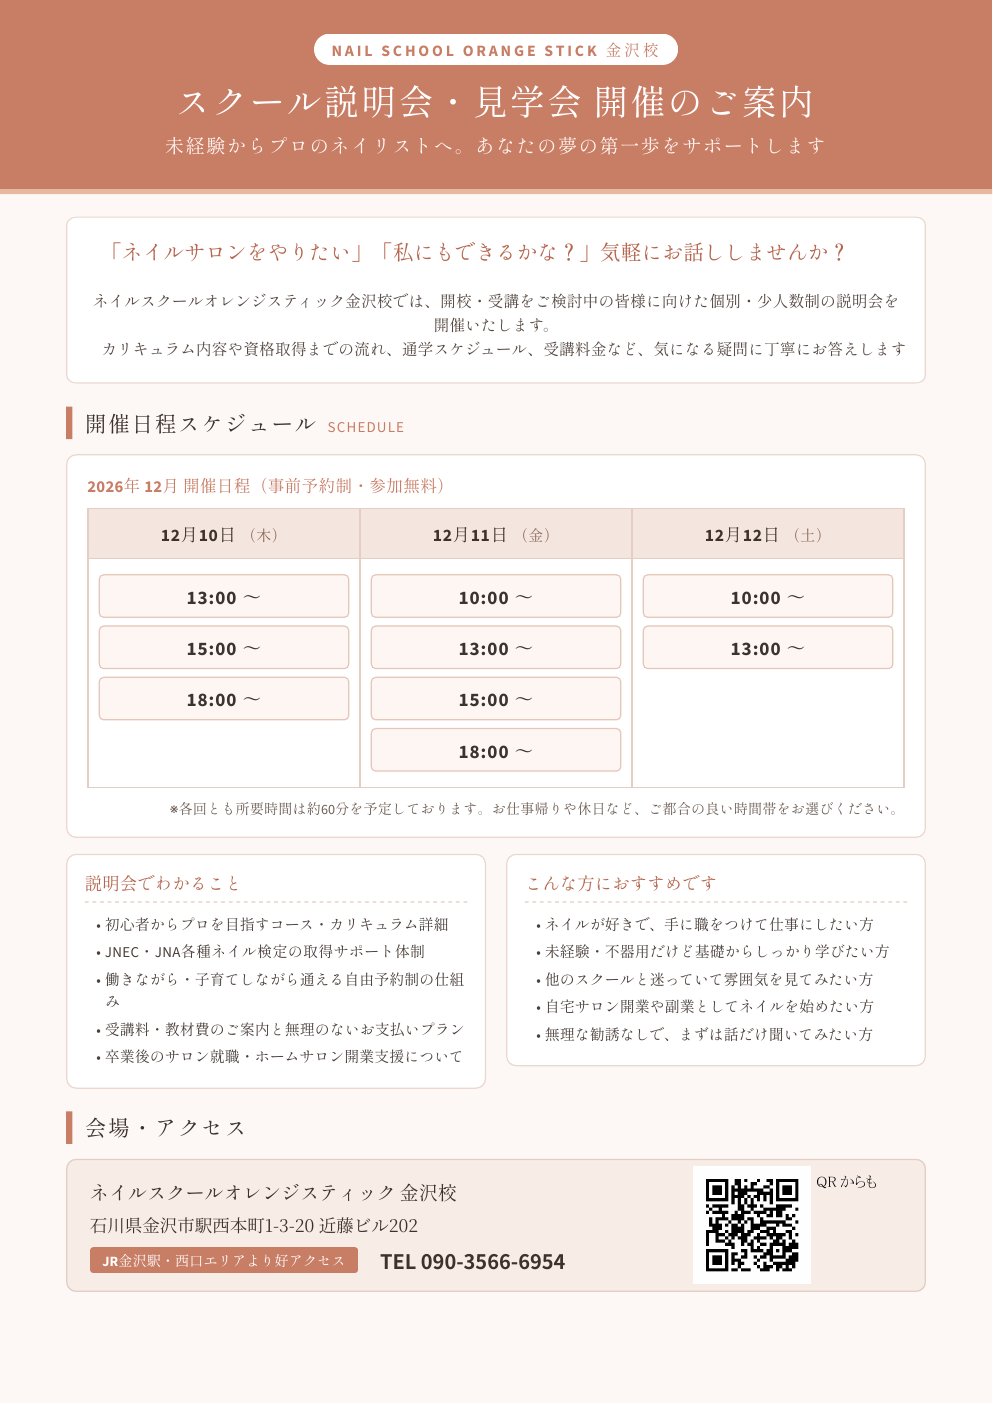 NAIL SCHOOL ORANGE STICK 金沢校
スクール説明会・見学会 開催のご案内
未経験からプロのネイリストへ。あなたの夢の第一歩をサポートします
「ネイルサロンをやりたい」「私にもできるかな？」気軽にお話ししませんか？
ネイルスクールオレンジスティック金沢校では、開校・受講をご検討中の皆様に向けた個別・少人数制の説明会を
開催いたします。
カリキュラム内容や資格取得までの流れ、通学スケジュール、受講料金など、気になる疑問に丁寧にお答えします
開催日程スケジュール SCHEDULE
2026年 12月 開催日程（事前予約制・参加無料）
12月10日 （木）
13:00 〜
15:00 〜
18:00 〜
12月11日 （金）
10:00 〜
13:00 〜
15:00 〜
18:00 〜
12月12日 （土）
10:00 〜
13:00 〜
※各回とも所要時間は約60分を予定しております。お仕事帰りや休日など、ご都合の良い時間帯をお選びください。
説明会でわかること
• 初心者からプロを目指すコース・カリキュラム詳細
• JNEC・JNA各種ネイル検定の取得サポート体制
• 働きながら・子育てしながら通える自由予約制の仕組
み
• 受講料・教材費のご案内と無理のないお支払いプラン
• 卒業後のサロン就職・ホームサロン開業支援について
こんな方におすすめです
• ネイルが好きで、手に職をつけて仕事にしたい方
• 未経験・不器用だけど基礎からしっかり学びたい方
• 他のスクールと迷っていて雰囲気を見てみたい方
• 自宅サロン開業や副業としてネイルを始めたい方
• 無理な勧誘なしで、まずは話だけ聞いてみたい方
会場・アクセス
ネイルスクールオレンジスティック 金沢校
石川県金沢市駅西本町1-3-20 近藤ビル202
JR金沢駅・西口エリアより好アクセス
TEL 090-3566-6954
QR からも